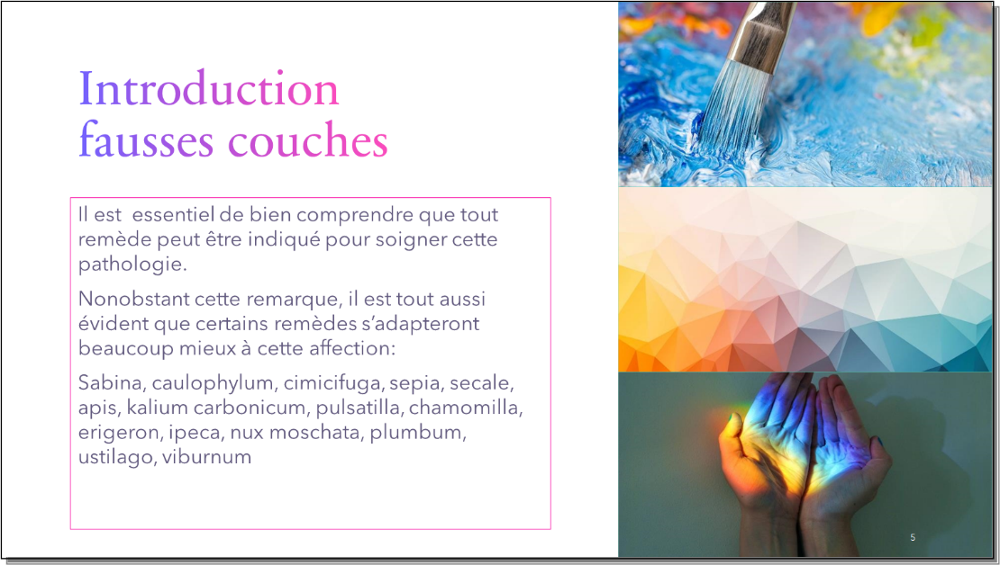 Introduction
fausses couches
Il est  essentiel de bien comprendre que tout
remède peut être indiqué pour soigner cette
pathologie.
Nonobstant cette remarque, il est tout aussi
évident que certains remèdes s’adapteront
beaucoup mieux à cette affection:
Sabina, caulophylum, cimicifuga, sepia, secale,
apis, kalium carbonicum, pulsatilla, chamomilla,
erigeron, ipeca, nux moschata, plumbum,
ustilago, viburnum
5